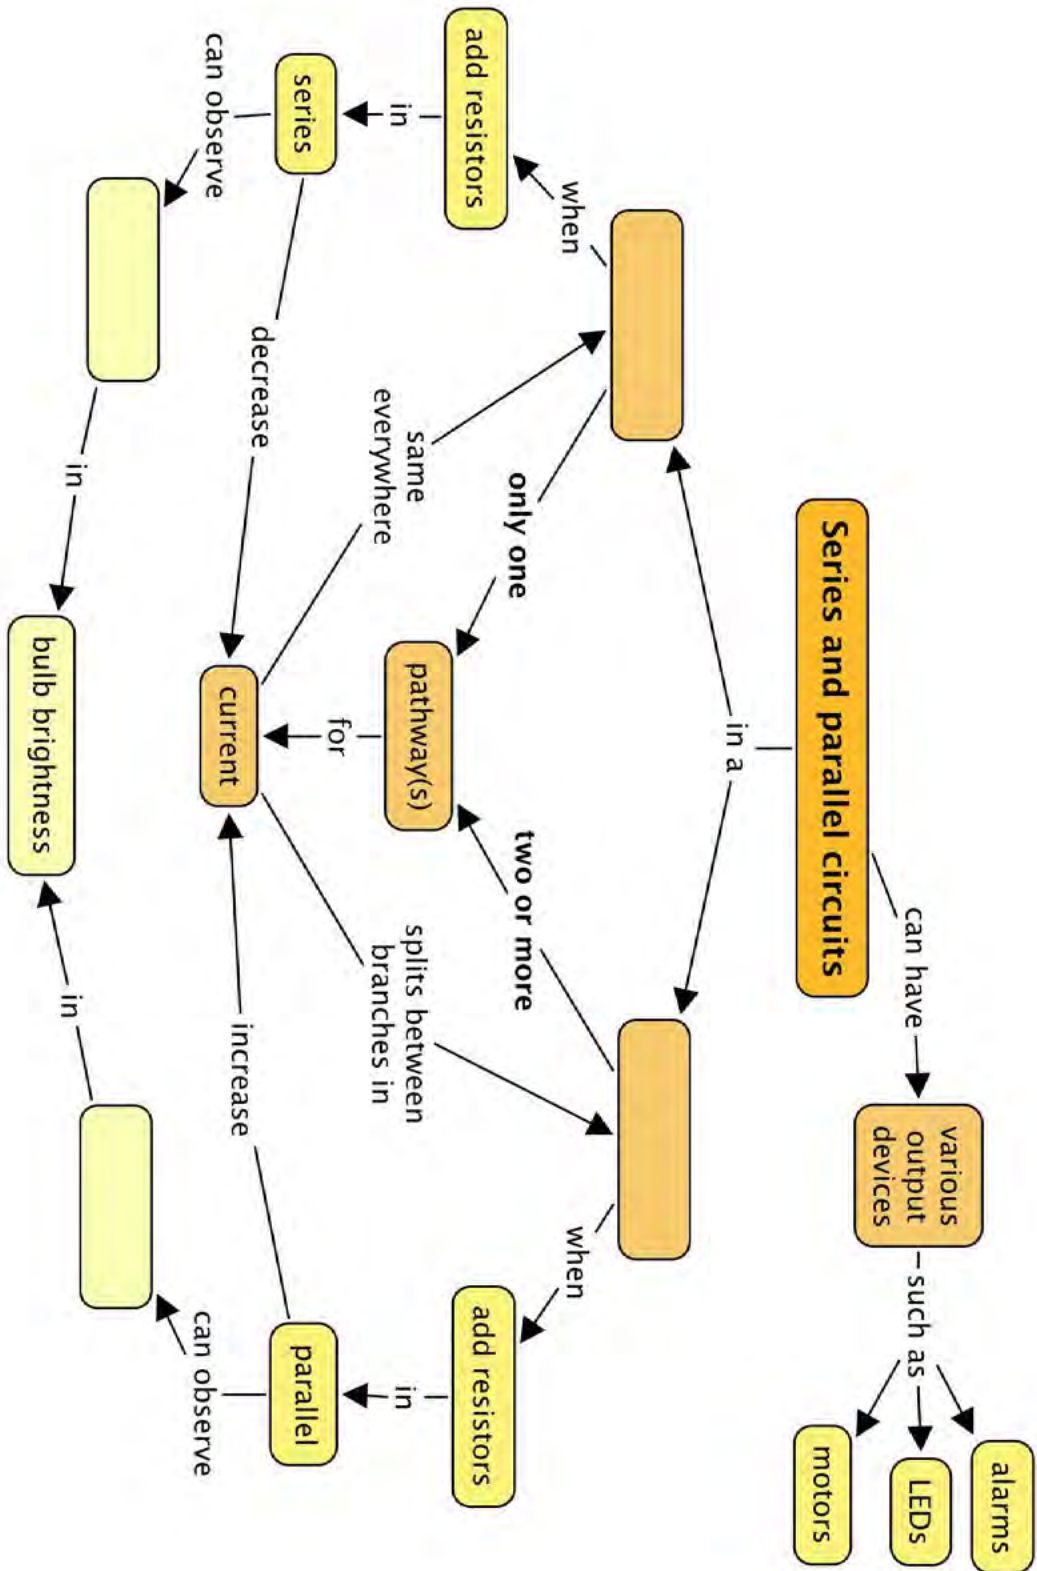 Series and parallel circuits
can have
various
output
devices
such as
alarms
LEDs
motors
in a
when
add resistors
in
series
can observe
decrease
same
everywhere
only one
pathway(s)
for
current
two or more
splits between
branches in
when
add resistors
in
parallel
can observe
increase
in
bulb brightness
in